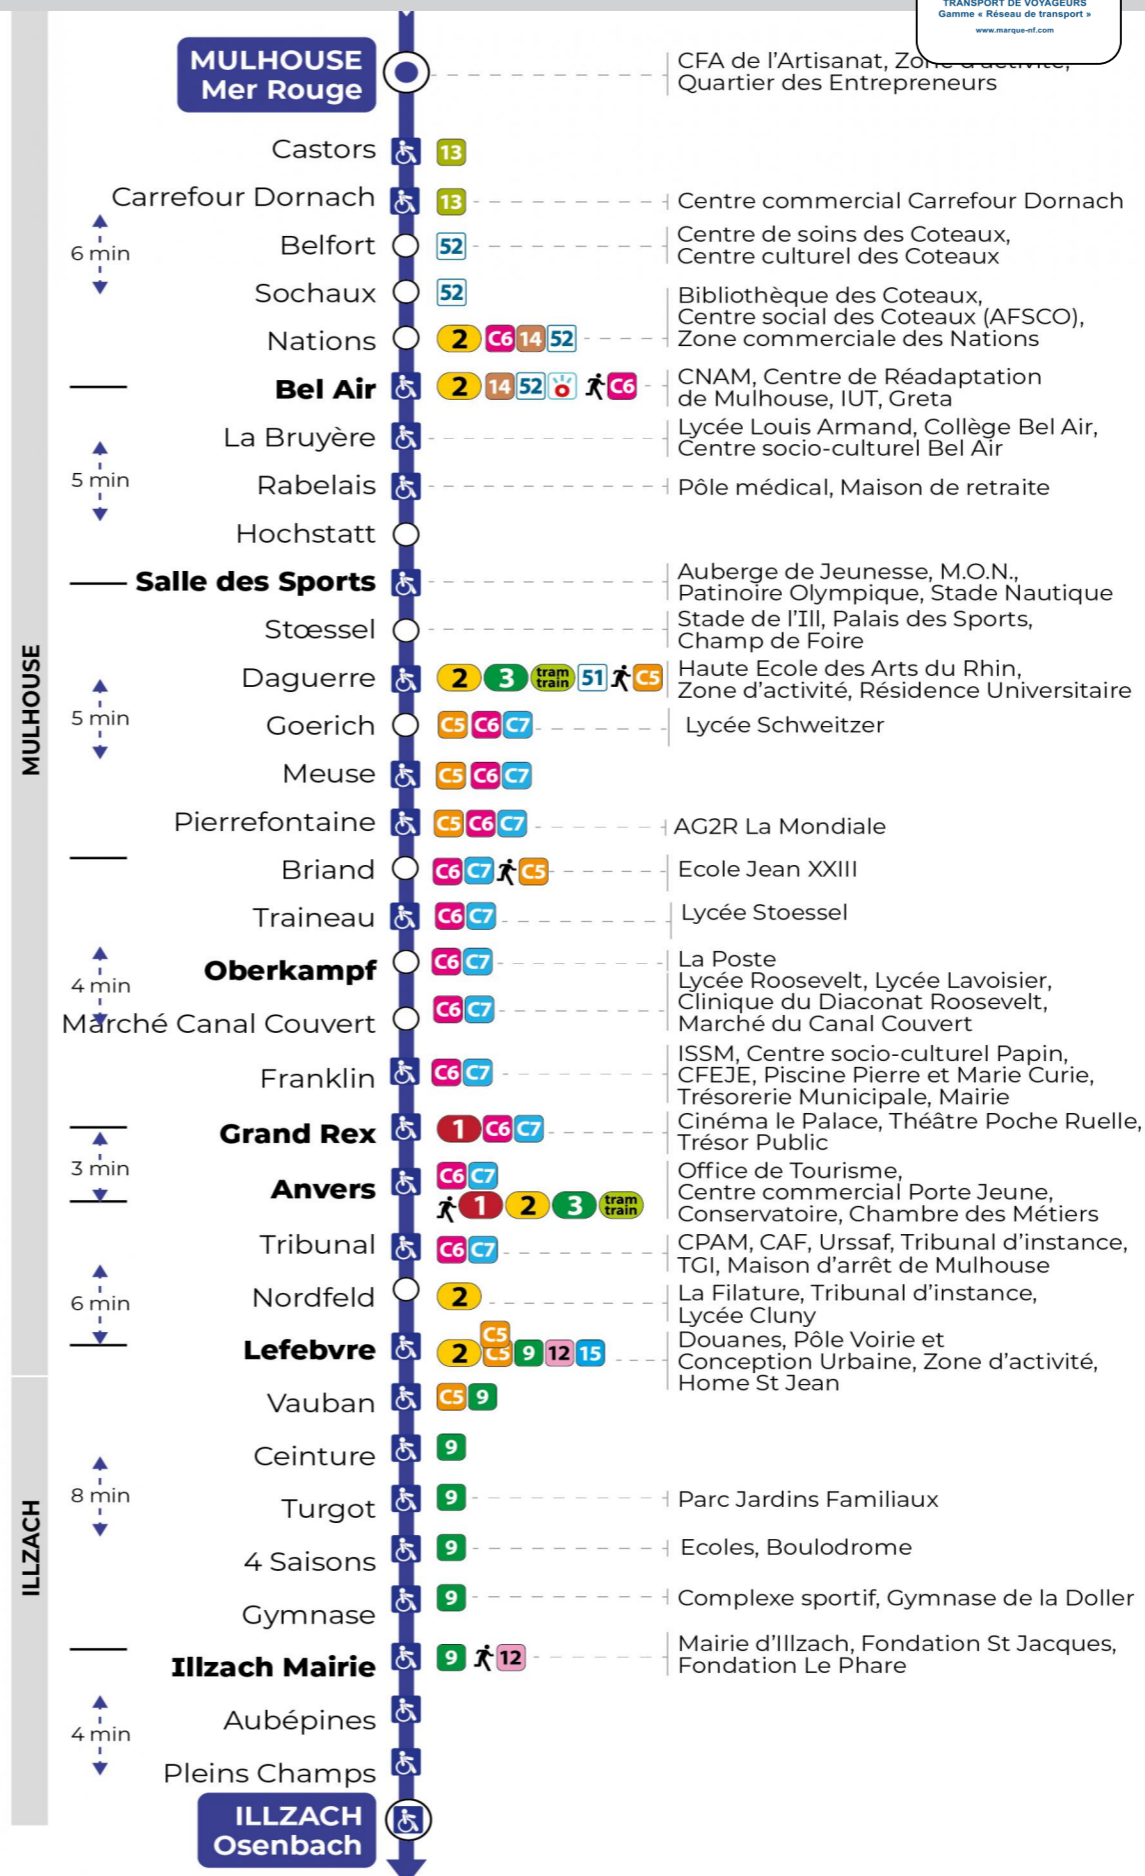 TRANSPORT DE VOYAGEURS
Gamme « Réseau de transport »
www.marque-nf.com
MULHOUSE
Mer Rouge
CFA de l'Artisanat, Zone d'activité,
Quartier des Entrepreneurs
Castors 13
Carrefour Dornach 13 Centre commercial Carrefour Dornach
6 min
Belfort 52 Centre de soins des Coteaux,
Centre culturel des Coteaux
Sochaux 52
Nations 2 C6 14 52 Bibliothèque des Coteaux,
Centre social des Coteaux (AFSCO),
Zone commerciale des Nations
Bel Air 2 14 52 C6 CNAM, Centre de Réadaptation
de Mulhouse, IUT, Greta
La Bruyère Lycée Louis Armand, Collège Bel Air,
Centre socio-culturel Bel Air
5 min
Rabelais Pôle médical, Maison de retraite
Hochstatt
Salle des Sports Auberge de Jeunesse, M.O.N.,
Patinoire Olympique, Stade Nautique
Stœssel Stade de l'Ill, Palais des Sports,
Champ de Foire
MULHOUSE
Daguerre 2 3 tram train 51 C5 Haute Ecole des Arts du Rhin,
Zone d'activité, Résidence Universitaire
5 min
Goerich C5 C6 C7 Lycée Schweitzer
Meuse C5 C6 C7
Pierrefontaine C5 C6 C7 AG2R La Mondiale
Briand C6 C7 C5 Ecole Jean XXIII
Traineau C6 C7 Lycée Stoessel
Oberkampf C6 C7 La Poste
4 min
Lycée Roosevelt, Lycée Lavoisier,
Clinique du Diaconat Roosevelt,
Marché Canal Couvert C6 C7 Marché du Canal Couvert
Franklin C6 C7 ISSM, Centre socio-culturel Papin,
CFEJE, Piscine Pierre et Marie Curie,
Trésorerie Municipale, Mairie
Grand Rex 1 C6 C7 Cinéma le Palace, Théâtre Poche Ruelle,
Trésor Public
3 min
Anvers C6 C7
1 2 3 tram train
Office de Tourisme,
Centre commercial Porte Jeune,
Conservatoire, Chambre des Métiers
Tribunal C6 C7 CPAM, CAF, Urssaf, Tribunal d'instance,
TGI, Maison d'arrêt de Mulhouse
6 min
Nordfeld 2 La Filature, Tribunal d'instance,
Lycée Cluny
C5
Lefebvre 2 C5 9 12 15 Douanes, Pôle Voirie et
Conception Urbaine, Zone d'activité,
Home St Jean
Vauban C5 9
Ceinture 9
8 min
Turgot 9 Parc Jardins Familiaux
ILLZACH
4 Saisons 9 Ecoles, Boulodrome
Gymnase 9 Complexe sportif, Gymnase de la Doller
Illzach Mairie 9 12 Mairie d'Illzach, Fondation St Jacques,
Fondation Le Phare
Aubépines
4 min
Pleins Champs
ILLZACH
Osenbach